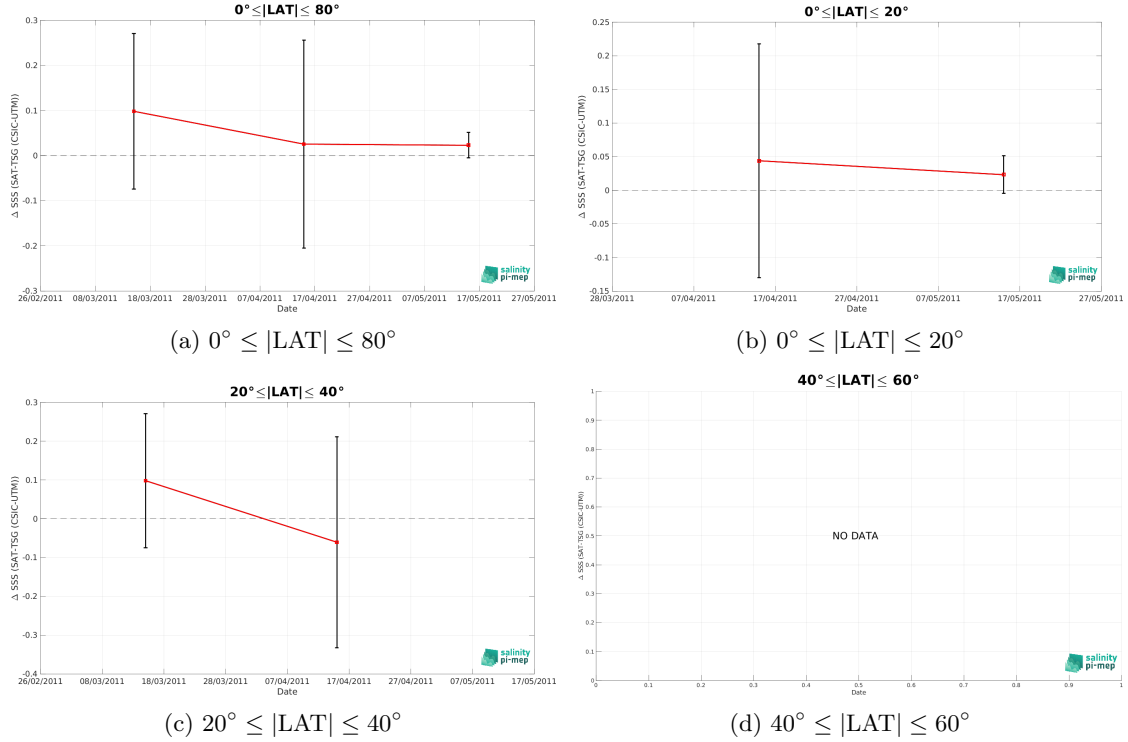 0°≤|LAT|≤ 80°
0.3
0.2
0.1
0
-0.1
-0.2
-0.3
Δ SSS (SAT-TSG (CSIC-UTM))
26/02/2011 08/03/2011 18/03/2011 28/03/2011 07/04/2011 17/04/2011 27/04/2011 07/05/2011 17/05/2011 27/05/2011
Date
salinity
pi-mep
(a) 0° ≤ |LAT| ≤ 80°
0°≤|LAT|≤ 20°
0.25
0.2
0.15
0.1
0.05
0
-0.05
-0.1
-0.15
Δ SSS (SAT-TSG (CSIC-UTM))
28/03/2011 07/04/2011 17/04/2011 27/04/2011 07/05/2011 17/05/2011 27/05/2011
Date
salinity
pi-mep
(b) 0° ≤ |LAT| ≤ 20°
20°≤|LAT|≤ 40°
0.3
0.2
0.1
0
-0.1
-0.2
-0.3
-0.4
Δ SSS (SAT-TSG (CSIC-UTM))
26/02/2011 08/03/2011 18/03/2011 28/03/2011 07/04/2011 17/04/2011 27/04/2011 07/05/2011 17/05/2011
Date
salinity
pi-mep
(c) 20° ≤ |LAT| ≤ 40°
40°≤|LAT|≤ 60°
1
0.9
0.8
0.7
0.6
0.5
0.4
0.3
0.2
0.1
0
Δ SSS (SAT-TSG (CSIC-UTM))
NO DATA
0 0.1 0.2 0.3 0.4 0.5 0.6 0.7 0.8 0.9 1
Date
salinity
pi-mep
(d) 40° ≤ |LAT| ≤ 60°